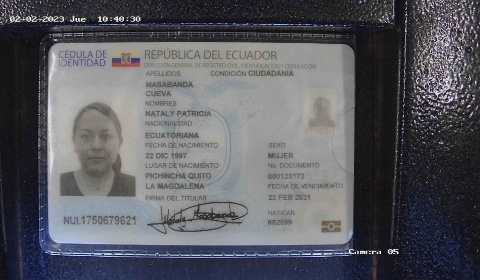 02-02-2023 Jue 10:40:30
CÉDULA DE IDENTIDAD
REPÚBLICA DEL ECUADOR
DIRECCIÓN GENERAL DE REGISTRO CIVIL, IDENTIFICACIÓN Y CEDULACIÓN
APELLIDOS CONDICIÓN CIUDADANÍA
MASABANDA
CUEVA
NOMBRES
NATALY PATRICIA
NACIONALIDAD
ECUATORIANA
FECHA DE NACIMIENTO SEXO
22 DIC 1997 MUJER
LUGAR DE NACIMIENTO No. DOCUMENTO
PICHINCHA QUITO 000123173
LA MAGDALENA FECHA DE VENCIMIENTO
FIRMA DEL TITULAR 22 FEB 2031
NUI.1750679621 NAT/CAN
862099
Camera 05